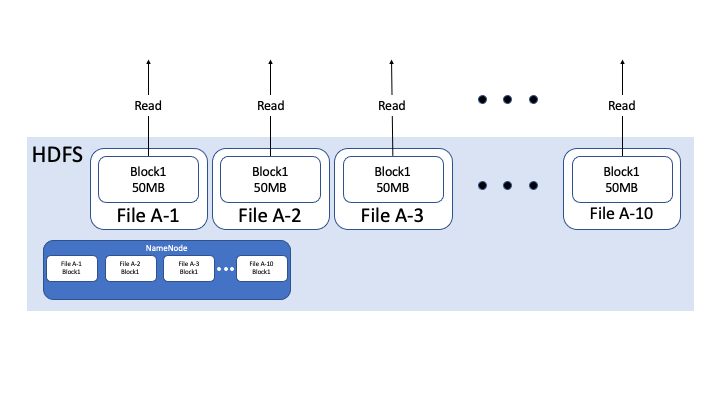 Read
Read
Read
Read
HDFS
Block1
50MB
File A-1
Block1
50MB
File A-2
Block1
50MB
File A-3
Block1
50MB
File A-10
NameNode
File A-1
Block1
File A-2
Block1
File A-3
Block1
File A-10
Block1